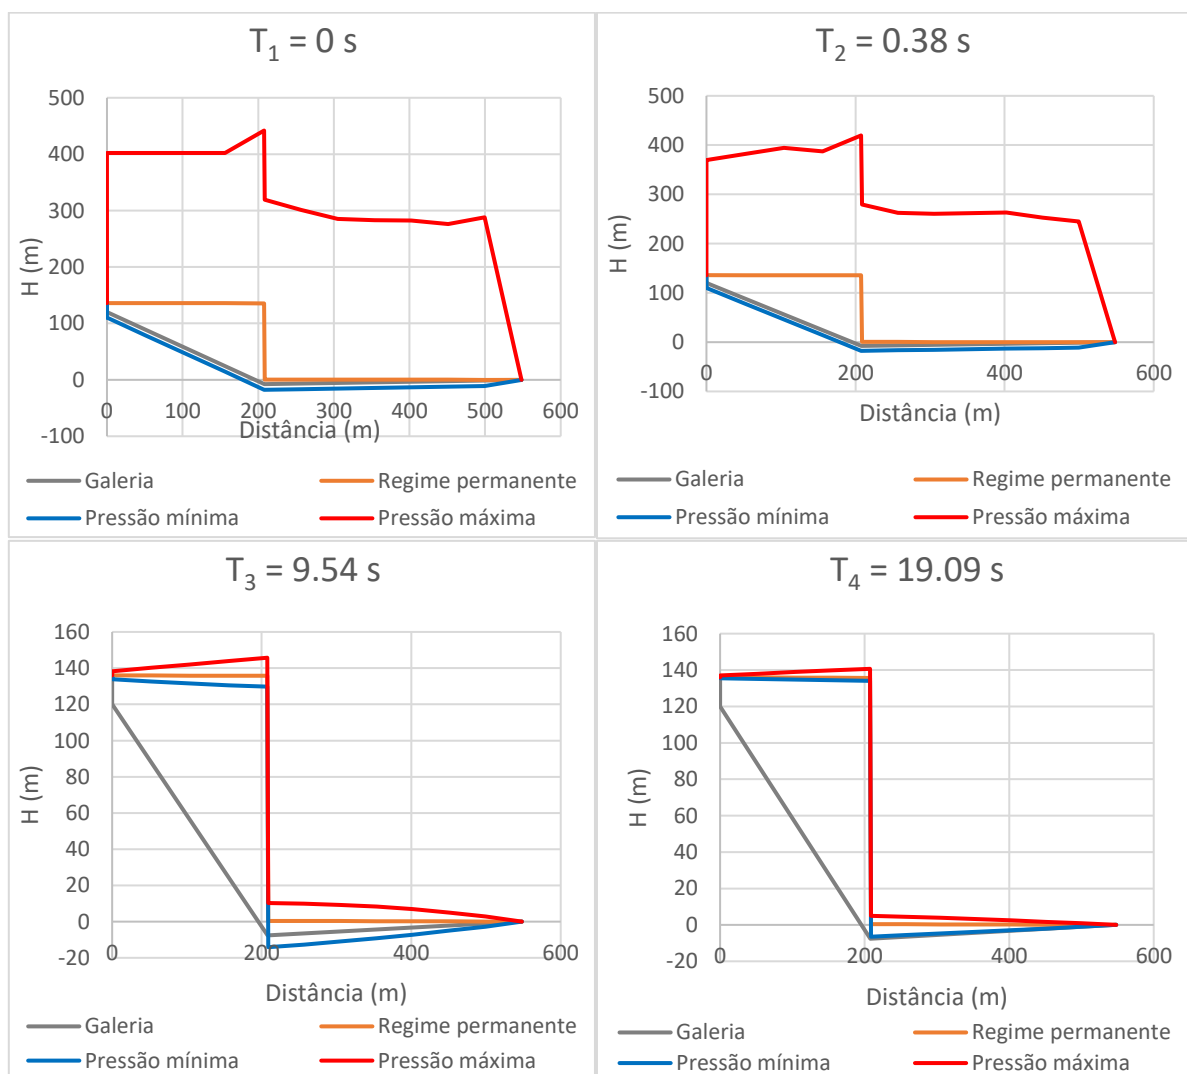 T₁ = 0 s
500
400
300
200
100
0
-100
H (m)
0 100 200 300 400 500 600
Distância (m)
Galeria Regime permanente
Pressão mínima Pressão máxima
T₂ = 0.38 s
500
400
300
200
100
0
-100
H (m)
0 200 400 600
Distância (m)
Galeria Regime permanente
Pressão mínima Pressão máxima
T₃ = 9.54 s
160
140
120
100
80
60
40
20
0
-20
H (m)
0 200 400 600
Distância (m)
Galeria Regime permanente
Pressão mínima Pressão máxima
T₄ = 19.09 s
160
140
120
100
80
60
40
20
0
-20
H (m)
0 200 400 600
Distância (m)
Galeria Regime permanente
Pressão mínima Pressão máxima